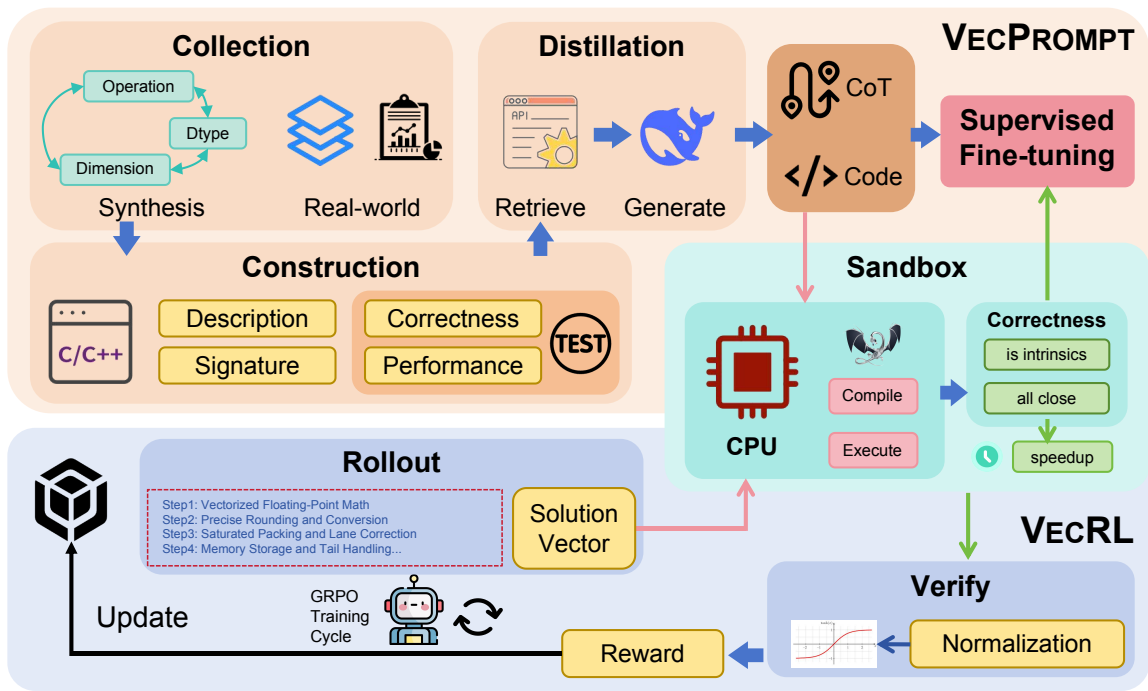 VECPROMPT
Collection
Operation
Dtype
Dimension
Synthesis
Real-world
Distillation
API
Retrieve
Generate
CoT
</> Code
Supervised
Fine-tuning
Construction
C/C++
Description
Signature
Correctness
Performance
TEST
Sandbox
CPU
Compile
Execute
Correctness
is intrinsics
all close
speedup
VECRL
Rollout
Step1: Vectorized Floating-Point Math
Step2: Precise Rounding and Conversion
Step3: Saturated Packing and Lane Correction
Step4: Memory Storage and Tail Handling...
Solution
Vector
Update
GRPO
Training
Cycle
Reward
Verify
Normalization